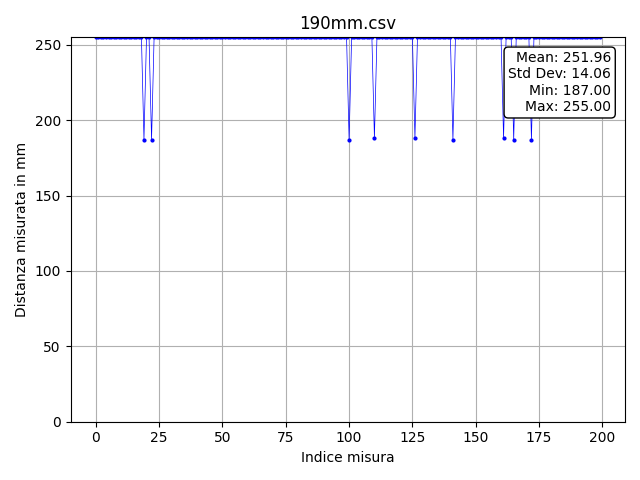 190mm.csv
Mean: 251.96
Std Dev: 14.06
Min: 187.00
Max: 255.00
250
200
150
100
50
0
Distanza misurata in mm
0 25 50 75 100 125 150 175 200
Indice misura